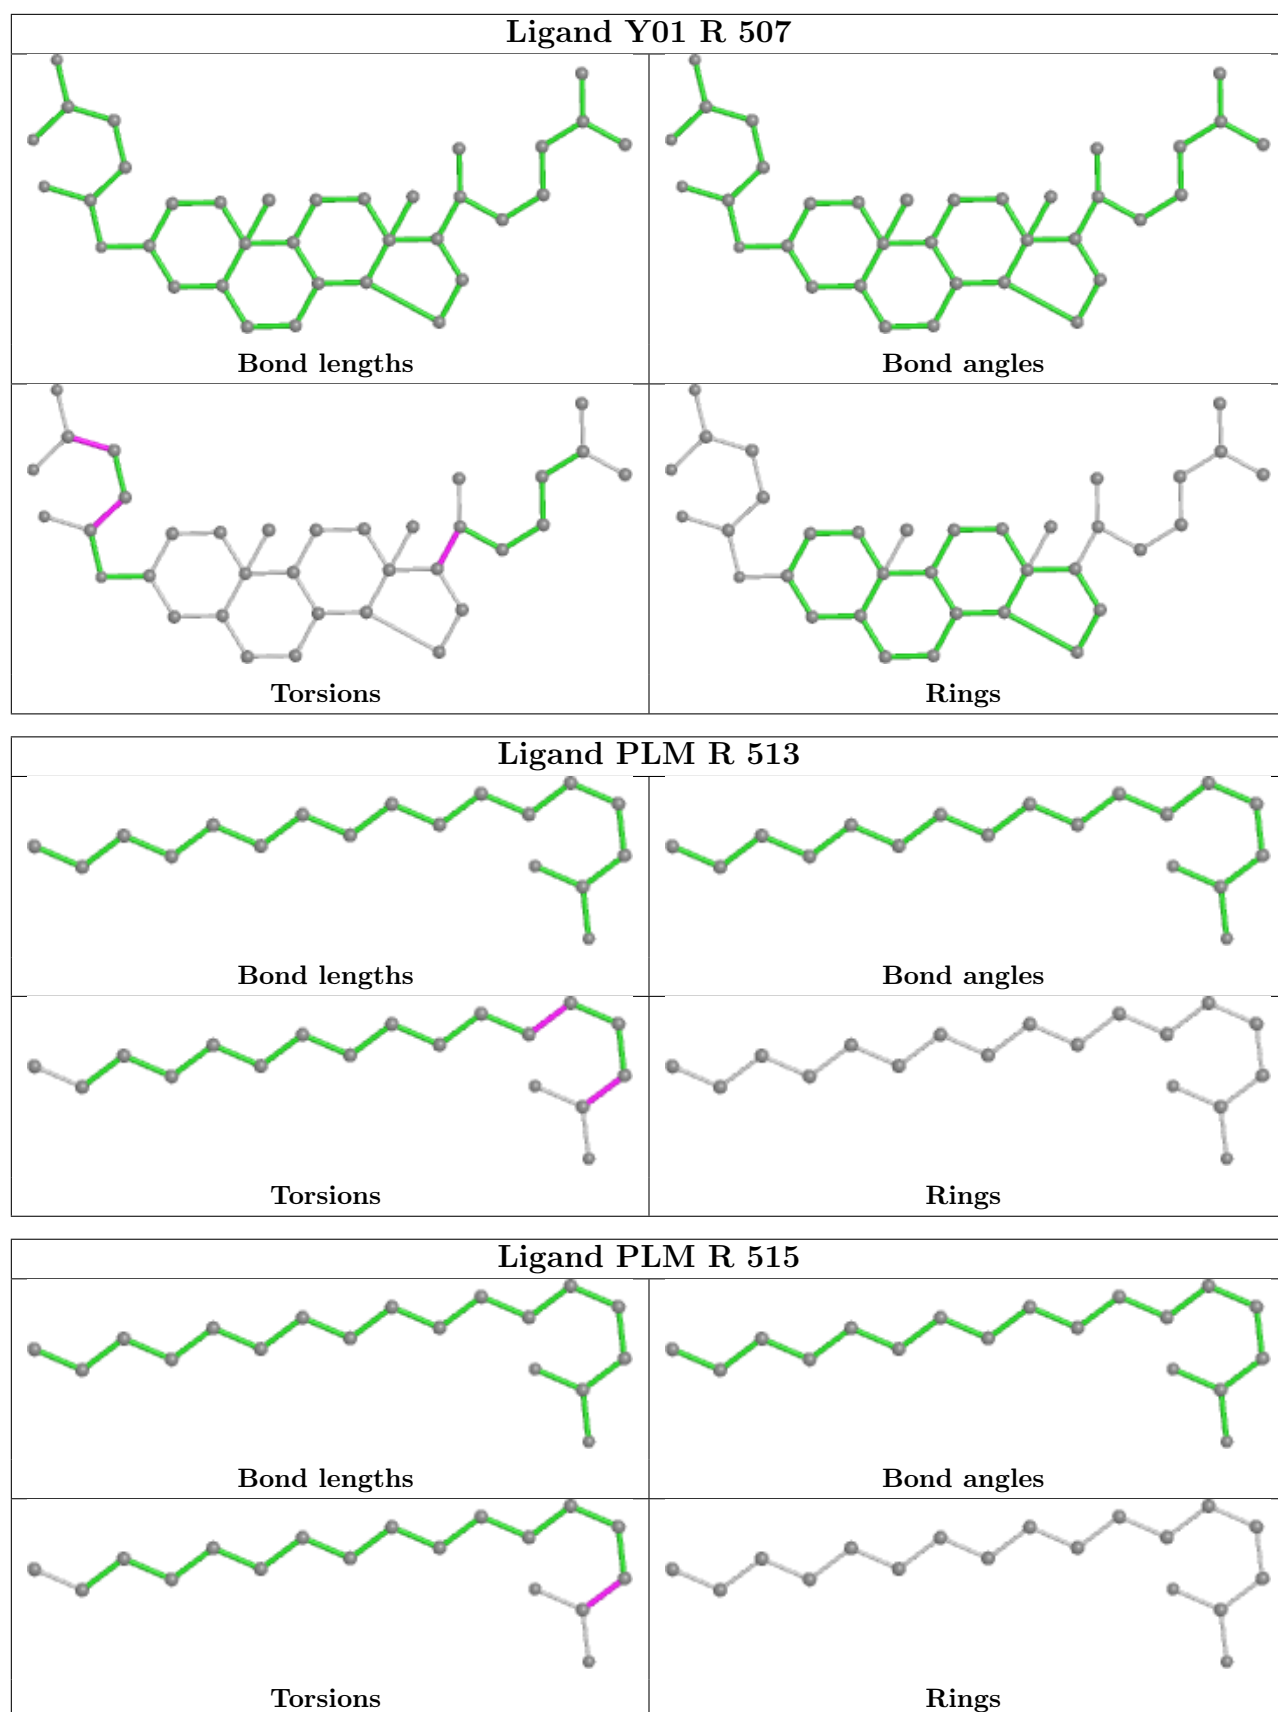 Ligand Y01 R 507
Bond lengths
Bond angles
Torsions
Rings
Ligand PLM R 513
Bond lengths
Bond angles
Torsions
Rings
Ligand PLM R 515
Bond lengths
Bond angles
Torsions
Rings